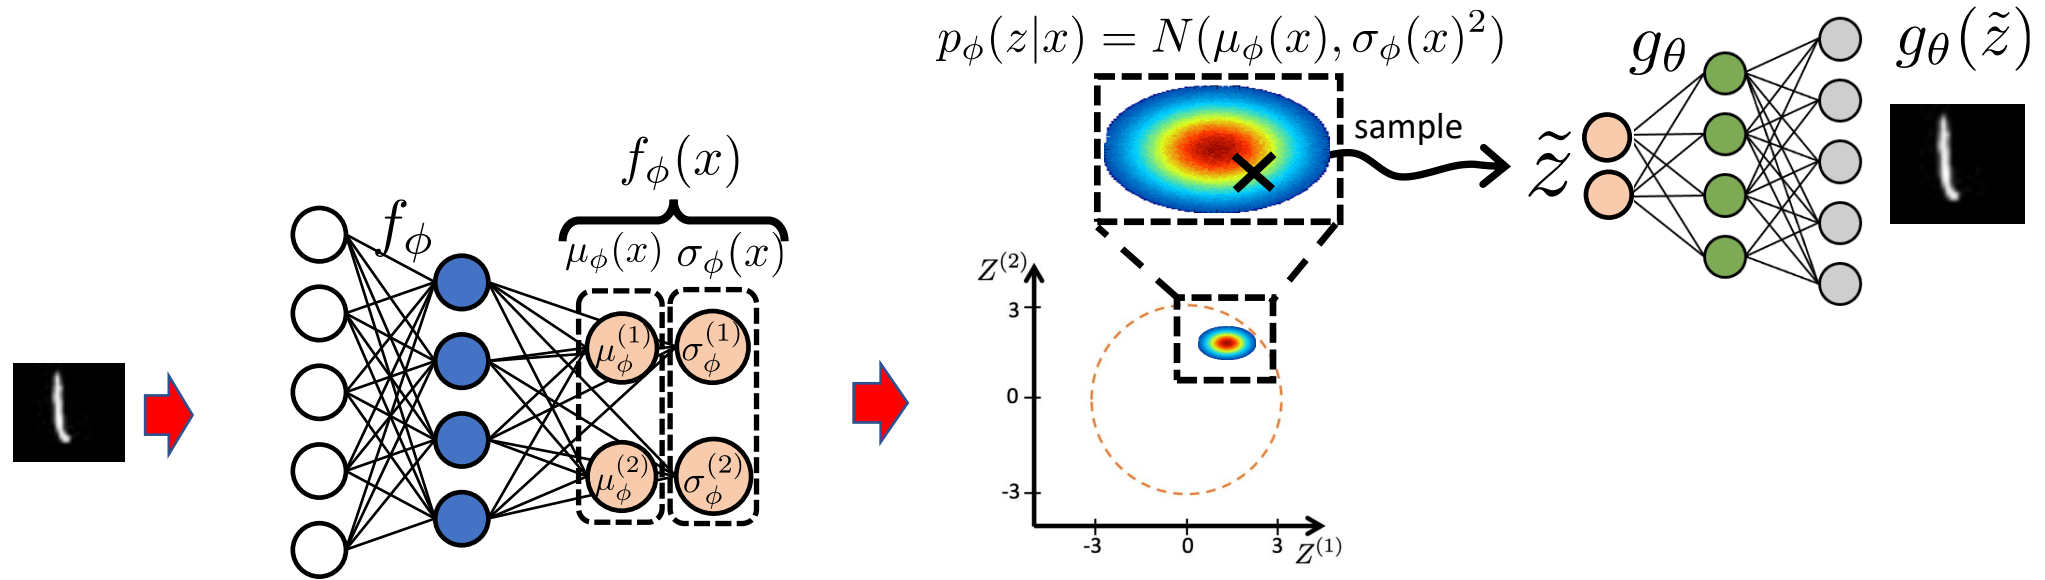 f_ϕ
f_ϕ(x)
μ_ϕ(x) σ_ϕ(x)
μ_ϕ^{(1)} σ_ϕ^{(1)}
μ_ϕ^{(2)} σ_ϕ^{(2)}
p_ϕ(z|x) = N(μ_ϕ(x), σ_ϕ(x)^2)
sample
Z^{(2)}
3
0
-3
-3 0 3
Z^{(1)}
z̃
g_θ
g_θ(z̃)